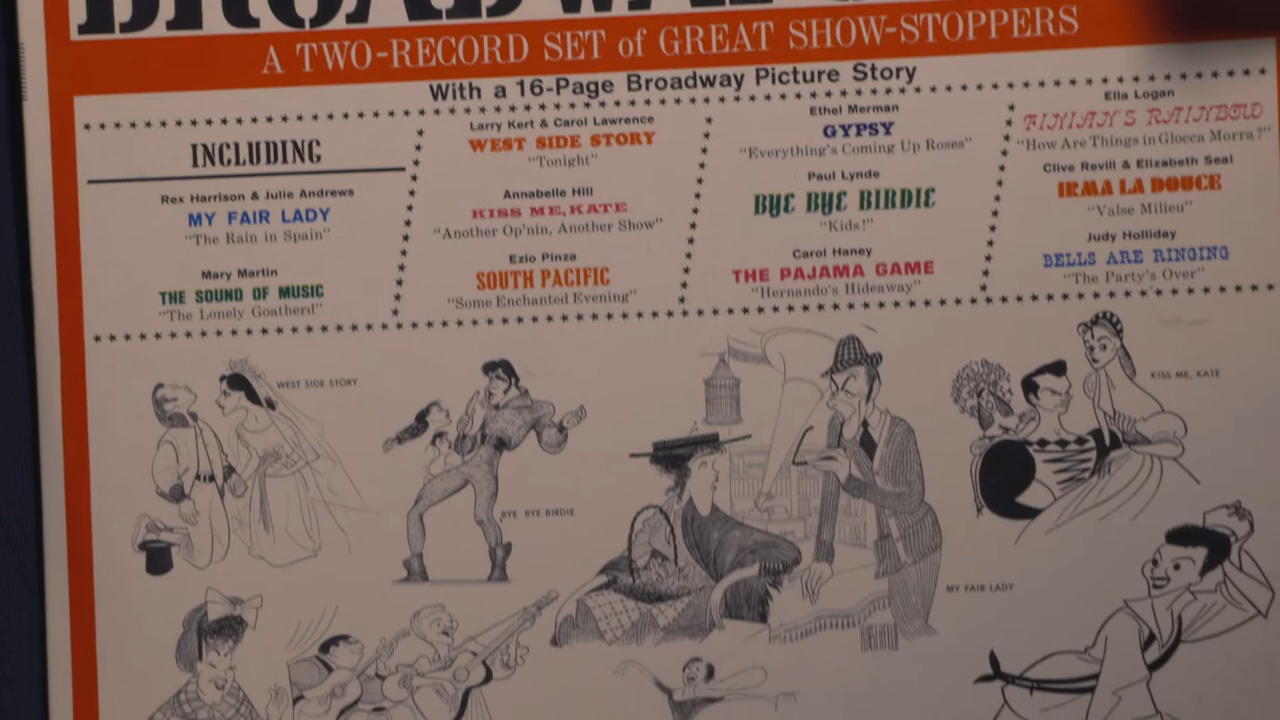 BROADWAY
A TWO-RECORD SET of GREAT SHOW-STOPPERS
With a 16-Page Broadway Picture Story
INCLUDING
Rex Harrison & Julie Andrews
MY FAIR LADY
"The Rain in Spain"
Mary Martin
THE SOUND OF MUSIC
"The Lonely Goatherd"
Larry Kert & Carol Lawrence
WEST SIDE STORY
"Tonight"
Annabelle Hill
KISS ME, KATE
"Another Op'nin, Another Show"
Ezio Pinza
SOUTH PACIFIC
"Some Enchanted Evening"
Ethel Merman
GYPSY
"Everything's Coming Up Roses"
Paul Lynde
BYE BYE BIRDIE
"Kids!"
Carol Haney
THE PAJAMA GAME
"Hernando's Hideaway"
Ella Logan
FINIAN'S RAINBOW
"How Are Things in Glocca Morra?"
Clive Revill & Elizabeth Seal
IRMA LA DOUCE
"Valse Milieu"
Judy Holliday
BELLS ARE RINGING
"The Party's Over"
WEST SIDE STORY
BYE BYE BIRDIE
MY FAIR LADY
KISS ME, KATE